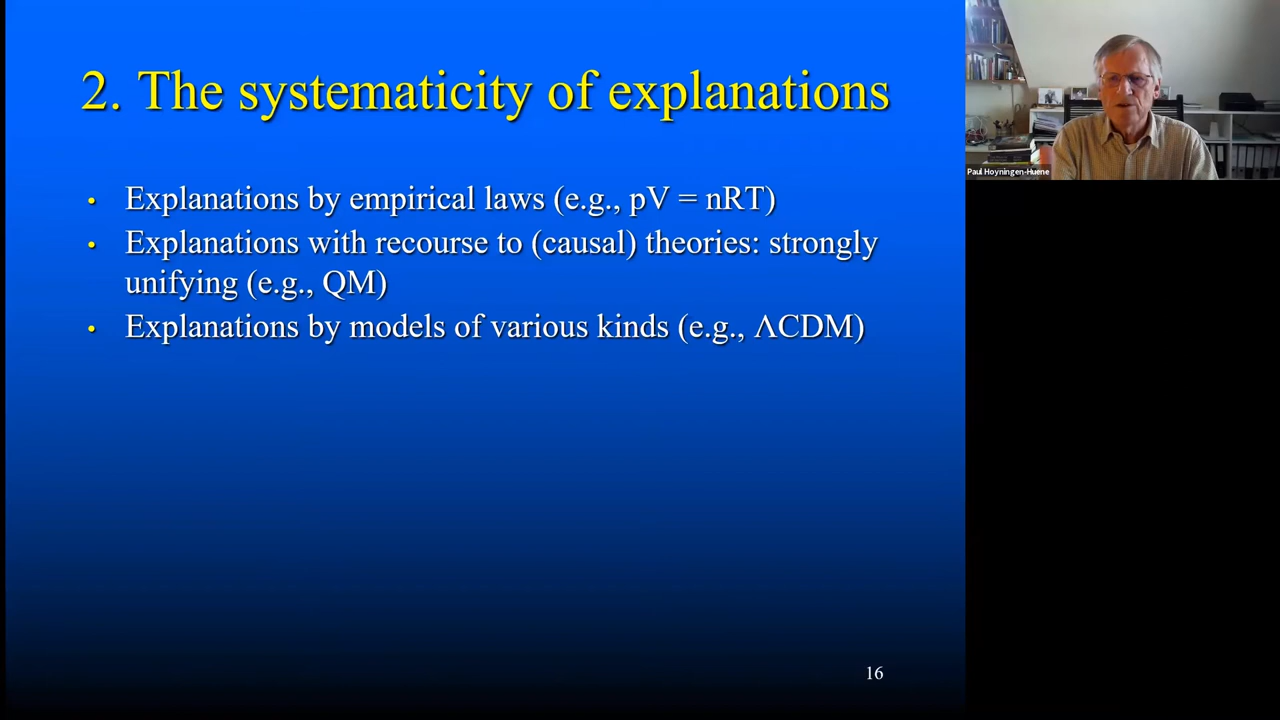 2. The systematicity of explanations
• Explanations by empirical laws (e.g., pV = nRT)
• Explanations with recourse to (causal) theories: strongly
unifying (e.g., QM)
• Explanations by models of various kinds (e.g., ΛCDM)
16
Paul Hoyningen-Huene